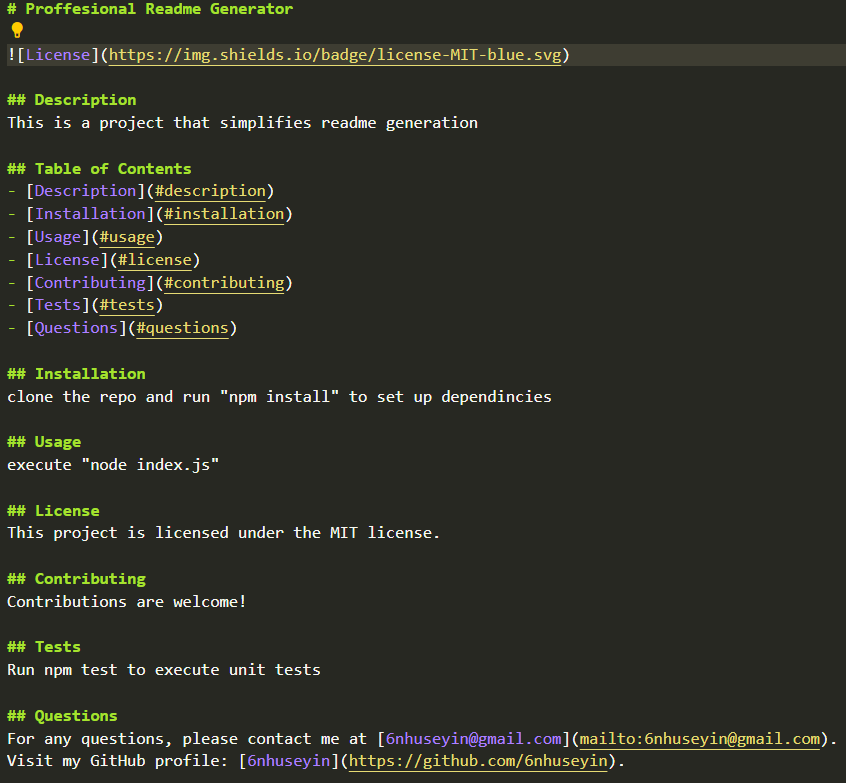 # Proffesional Readme Generator
![License](https://img.shields.io/badge/license-MIT-blue.svg)
## Description
This is a project that simplifies readme generation
## Table of Contents
- [Description](#description)
- [Installation](#installation)
- [Usage](#usage)
- [License](#license)
- [Contributing](#contributing)
- [Tests](#tests)
- [Questions](#questions)
## Installation
clone the repo and run "npm install" to set up dependincies
## Usage
execute "node index.js"
## License
This project is licensed under the MIT license.
## Contributing
Contributions are welcome!
## Tests
Run npm test to execute unit tests
## Questions
For any questions, please contact me at [6nhuseyin@gmail.com](mailto:6nhuseyin@gmail.com).
Visit my GitHub profile: [6nhuseyin](https://github.com/6nhuseyin).